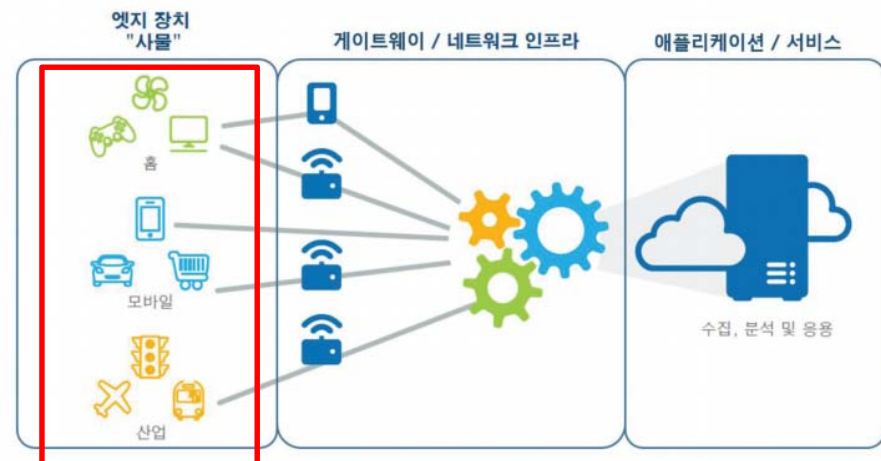 엣지 장치
"사물"
게이트웨이 / 네트워크 인프라
애플리케이션 / 서비스
홈
모바일
산업
수집, 분석 및 응용